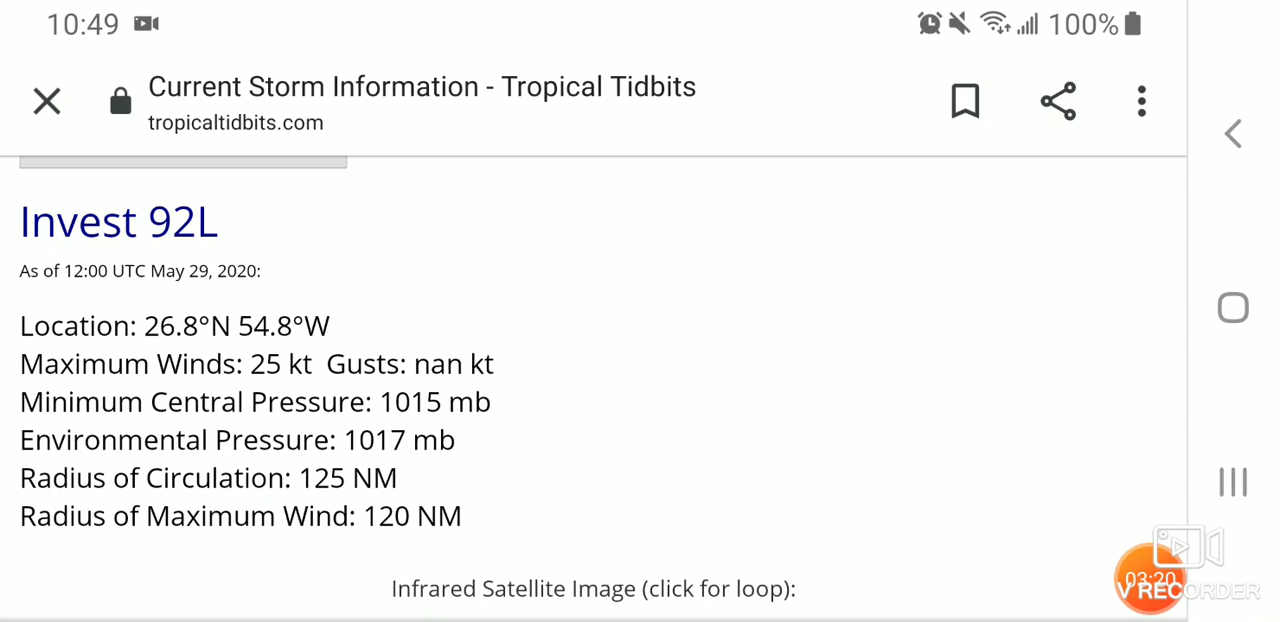 10:49 100%
Current Storm Information - Tropical Tidbits
tropicaltidbits.com
Invest 92L
As of 12:00 UTC May 29, 2020:
Location: 26.8°N 54.8°W
Maximum Winds: 25 kt  Gusts: nan kt
Minimum Central Pressure: 1015 mb
Environmental Pressure: 1017 mb
Radius of Circulation: 125 NM
Radius of Maximum Wind: 120 NM
Infrared Satellite Image (click for loop):
03:20
V RECORDER